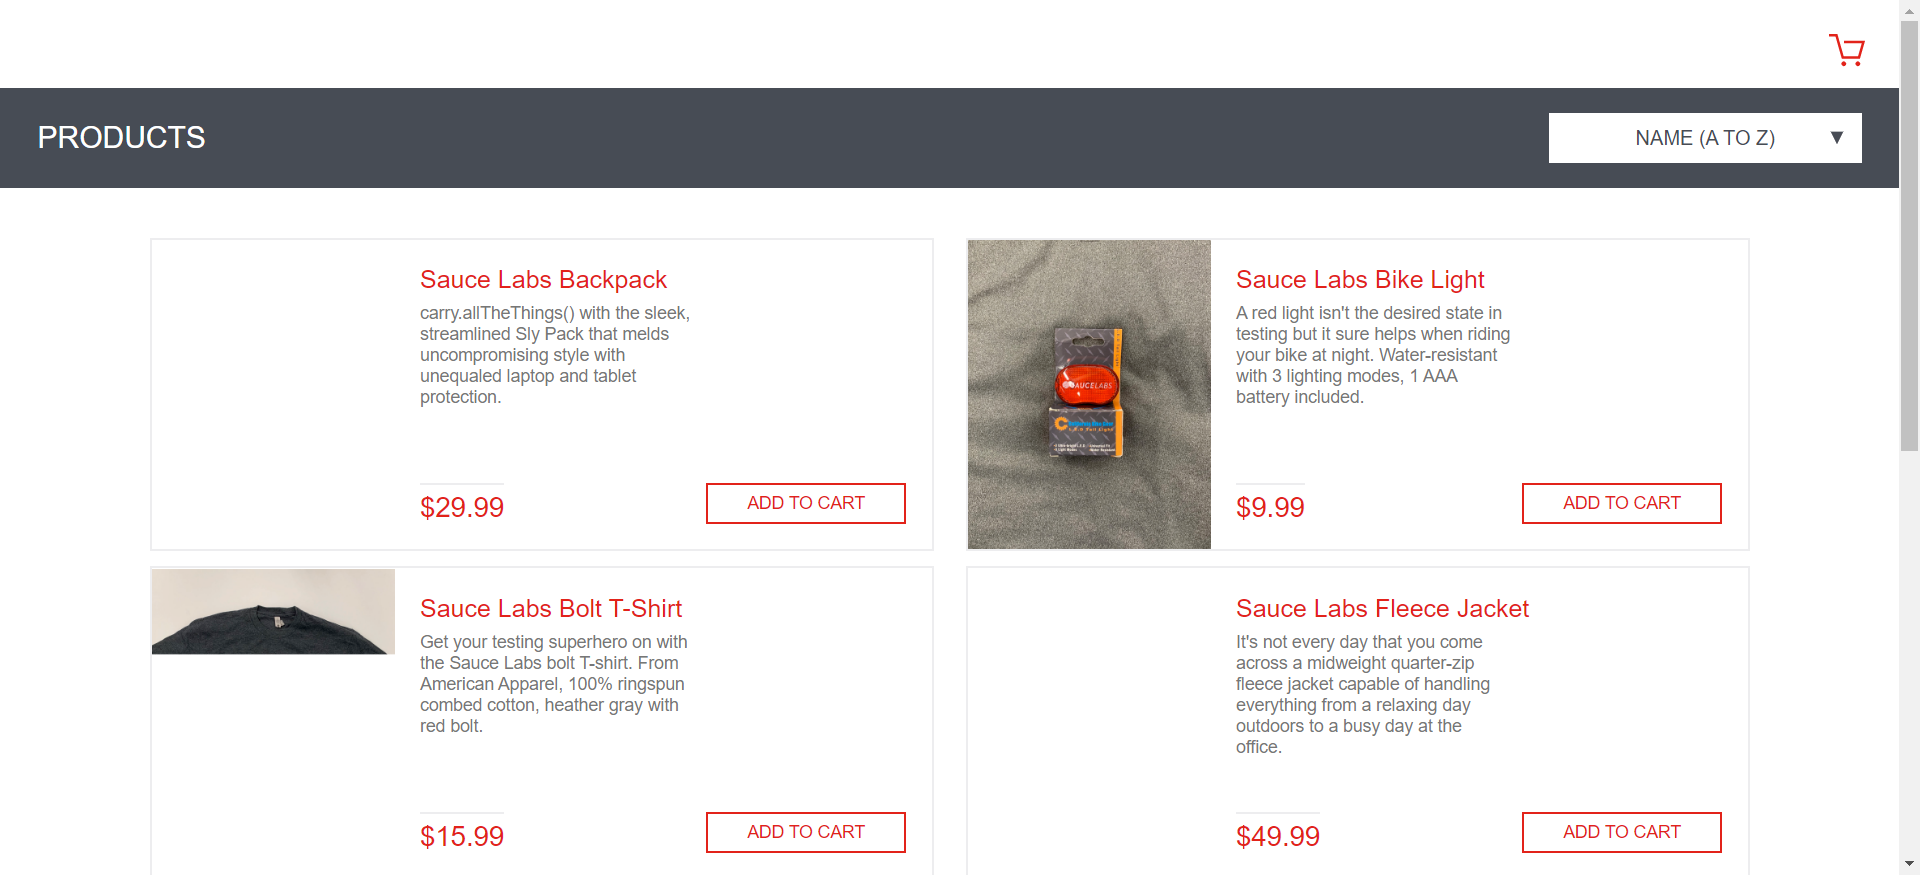 PRODUCTS
NAME (A TO Z)
Sauce Labs Backpack
carry.allTheThings() with the sleek,
streamlined Sly Pack that melds
uncompromising style with
unequaled laptop and tablet
protection.
$29.99
ADD TO CART
SAUCELABS
Sauce Labs Bike Light
A red light isn't the desired state in
testing but it sure helps when riding
your bike at night. Water-resistant
with 3 lighting modes, 1 AAA
battery included.
$9.99
ADD TO CART
Sauce Labs Bolt T-Shirt
Get your testing superhero on with
the Sauce Labs bolt T-shirt. From
American Apparel, 100% ringspun
combed cotton, heather gray with
red bolt.
$15.99
ADD TO CART
Sauce Labs Fleece Jacket
It's not every day that you come
across a midweight quarter-zip
fleece jacket capable of handling
everything from a relaxing day
outdoors to a busy day at the
office.
$49.99
ADD TO CART